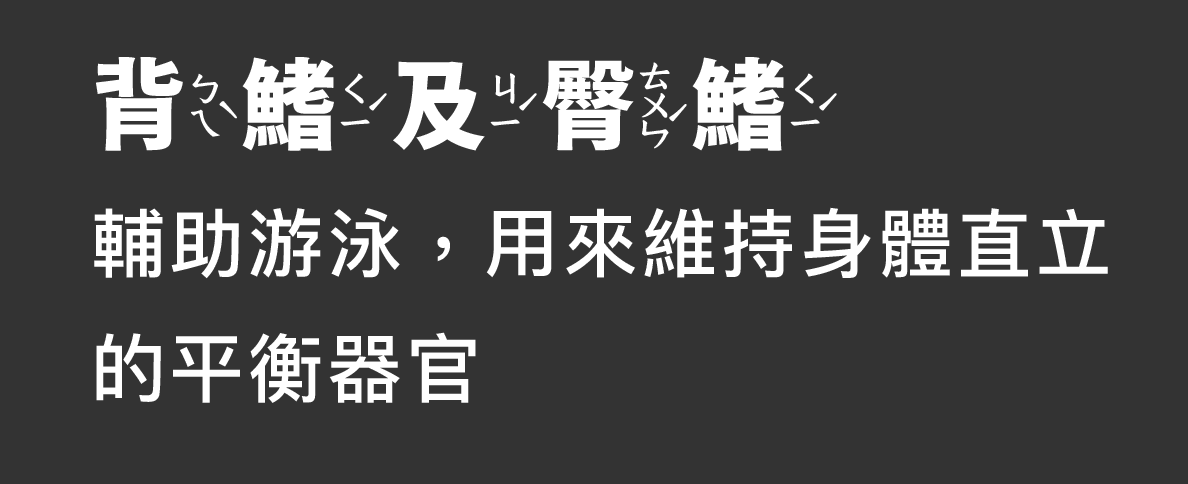 背ㄅㄟˋ鰭ㄑㄧˊ及ㄐㄧˊ臀ㄊㄨㄣˊ鰭ㄑㄧˊ
輔助游泳，用來維持身體直立
的平衡器官